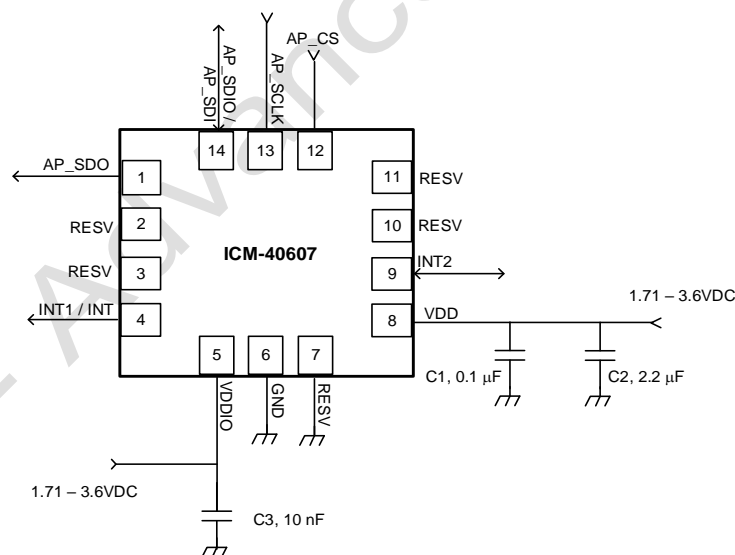 AP_SDIO /
AP_SDI
AP_SCLK
AP_CS
14
13
12
AP_SDO
1
11
RESV
RESV
2
10
RESV
ICM-40607
RESV
3
9
INT2
INT1 / INT
4
8
VDD
1.71 – 3.6VDC
5
6
7
VDDIO
GND
RESV
C1, 0.1 µF
C2, 2.2 µF
1.71 – 3.6VDC
C3, 10 nF
- Advanc